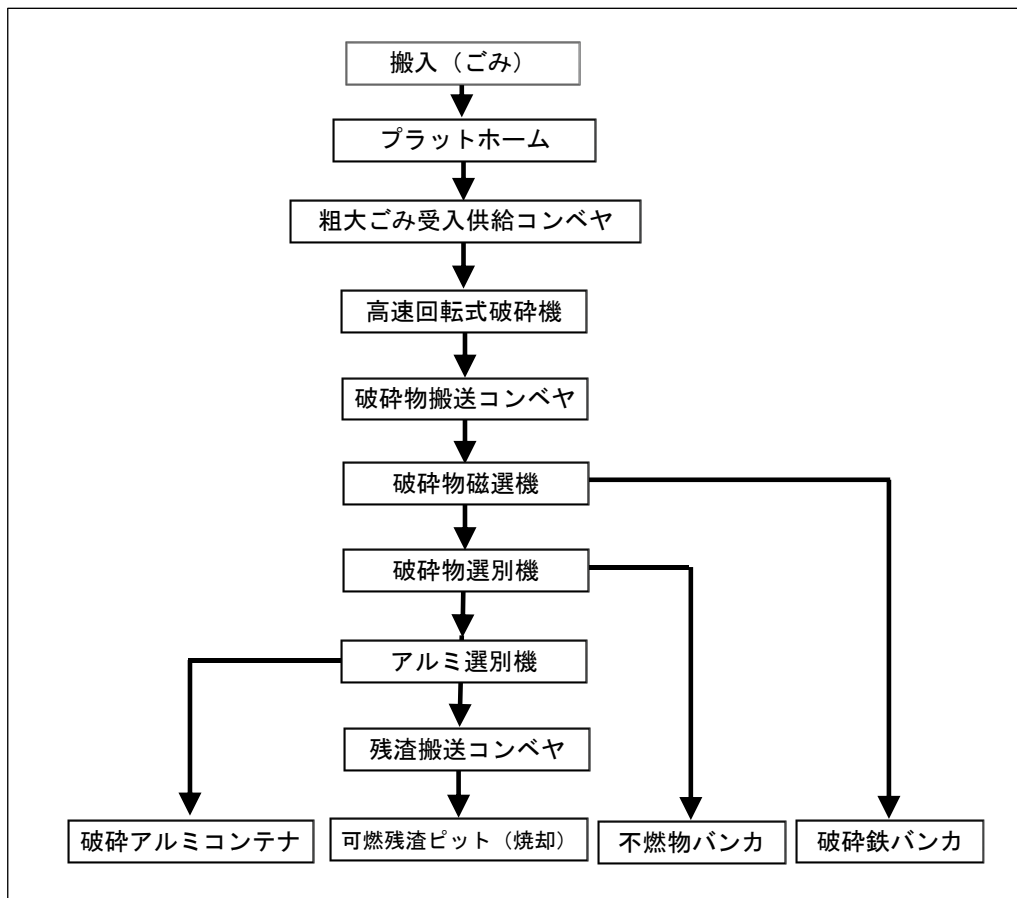 搬入（ごみ）
プラットホーム
粗大ごみ受入供給コンベヤ
高速回転式破砕機
破砕物搬送コンベヤ
破砕物磁選機
破砕物選別機
アルミ選別機
残渣搬送コンベヤ
破砕アルミコンテナ
可燃残渣ピット（焼却）
不燃物バンカ
破砕鉄バンカ